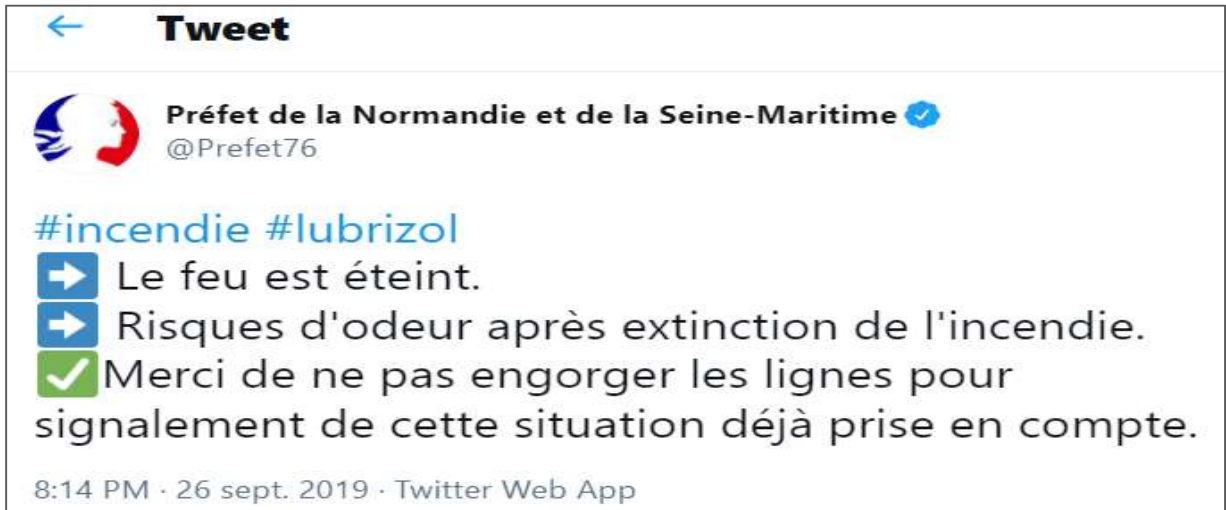 Tweet
Préfet de la Normandie et de la Seine-Maritime
@Prefet76
#incendie #lubrizol
Le feu est éteint.
Risques d'odeur après extinction de l'incendie.
Merci de ne pas engorger les lignes pour
signalement de cette situation déjà prise en compte.
8:14 PM · 26 sept. 2019 · Twitter Web App